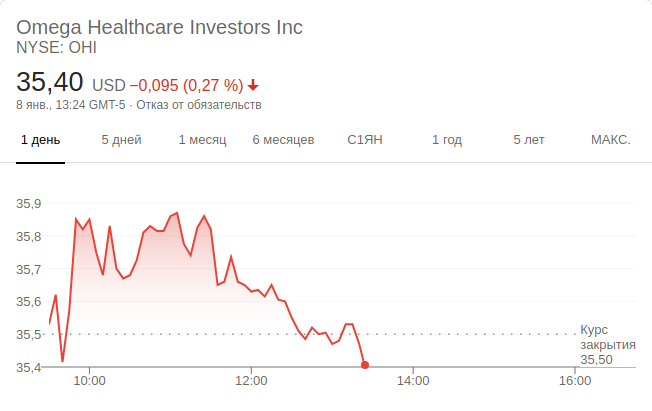 Omega Healthcare Investors Inc
NYSE: OHI
35,40 USD −0,095 (0,27 %)
8 янв., 13:24 GMT-5 · Отказ от обязательств
1 день 5 дней 1 месяц 6 месяцев С1ЯН 1 год 5 лет МАКС.
35,9
35,8
35,7
35,6
35,5
Курс
закрытия
35,50
35,4
10:00 12:00 14:00 16:00